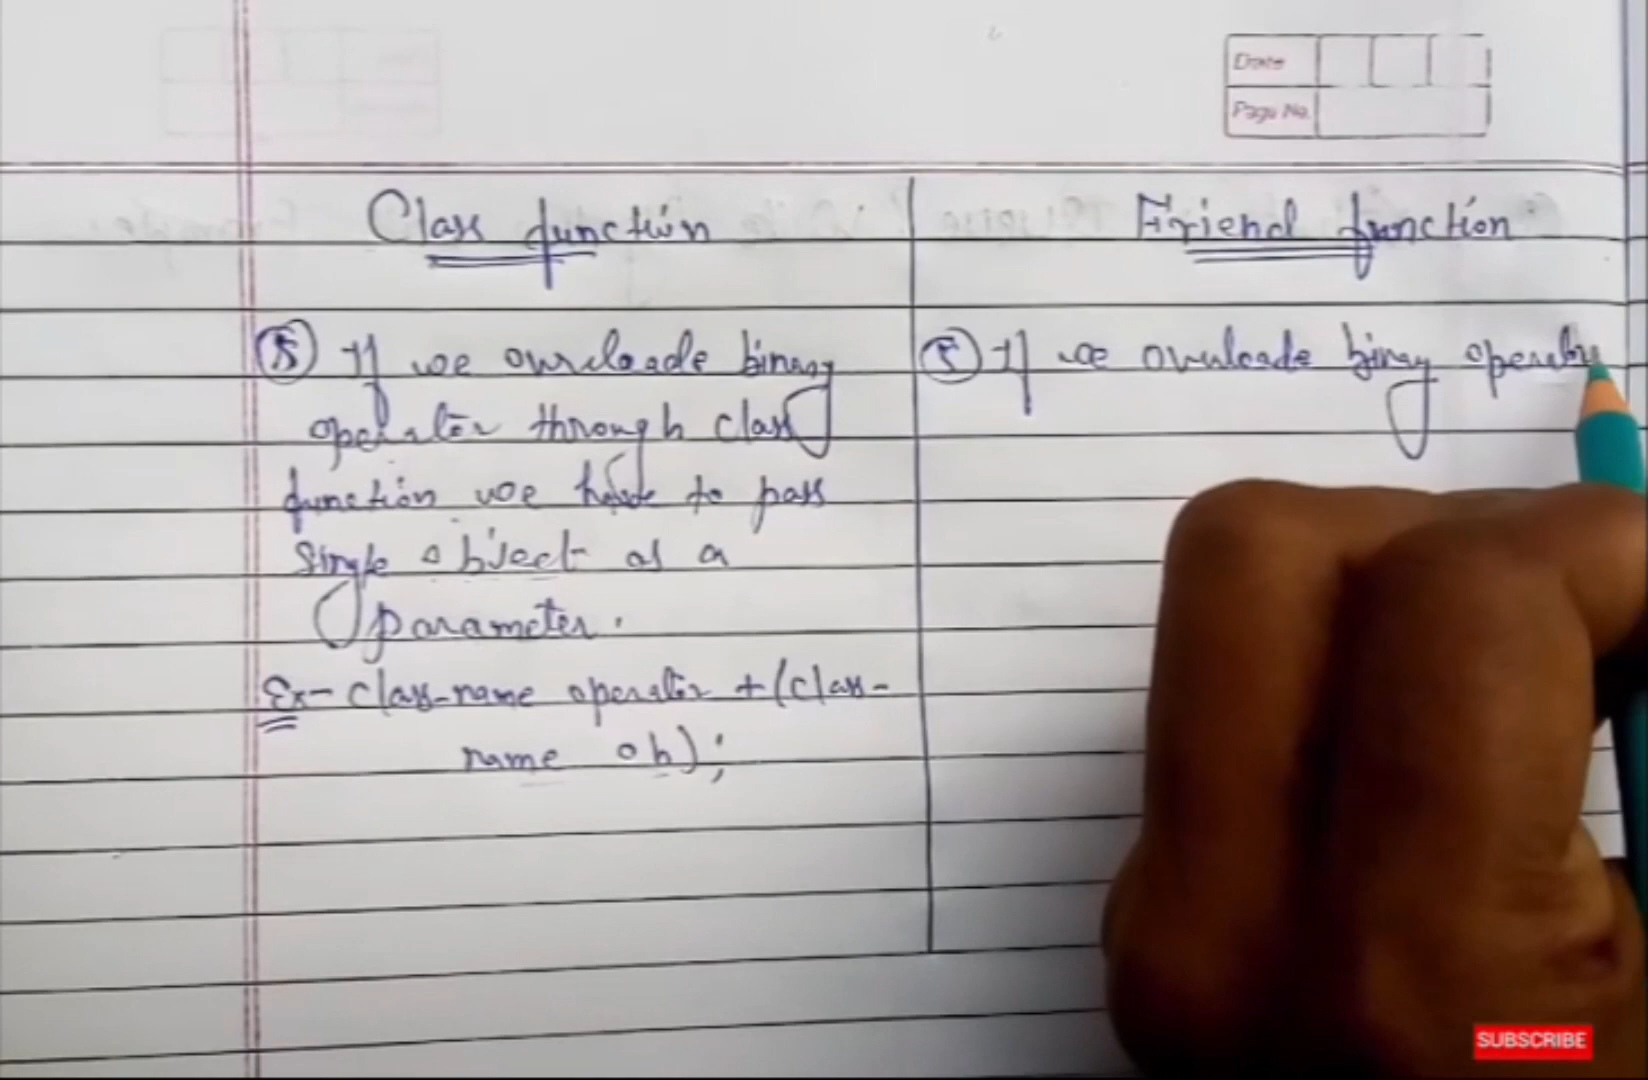 Date
Page No.
Class function
Friend function
⑤ If we overloade binary
operator through class
function we have to pass
single object as a
parameter.
Ex- class-name operator +(class-
name ob);
⑤ If we overloade binary operator
SUBSCRIBE